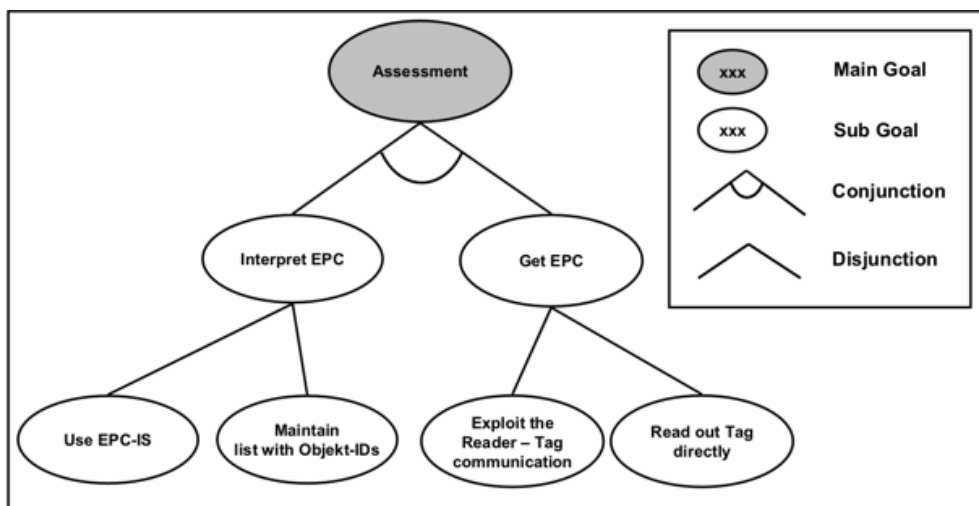 Assessment
Interpret EPC
Get EPC
Use EPC-IS
Maintain
list with Objekt-IDs
Exploit the
Reader – Tag
communication
Read out Tag
directly
xxx
Main Goal
xxx
Sub Goal
Conjunction
Disjunction